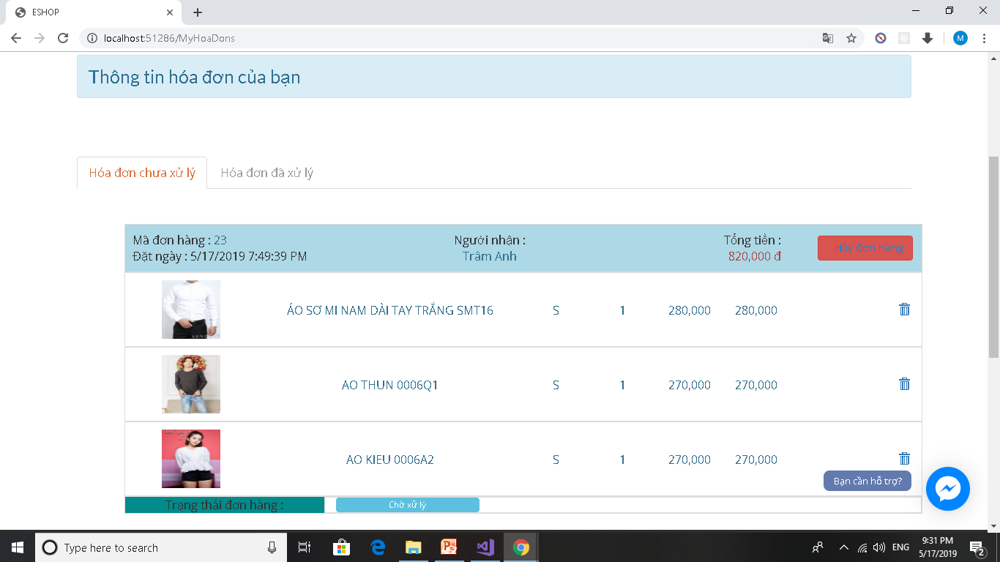 ESHOP
localhost:51286/MyHoaDons
M
Thông tin hóa đơn của bạn
Hóa đơn chưa xử lý
Hóa đơn đã xử lý
Mã đơn hàng : 23
Người nhận :
Tổng tiền :
Hủy đơn hàng
Đặt ngày : 5/17/2019 7:49:39 PM
Trâm Anh
820,000 đ
ÁO SƠ MI NAM DÀI TAY TRẮNG SMT16 S 1 280,000 280,000
AO THUN 0006Q1 S 1 270,000 270,000
AO KIEU 0006A2 S 1 270,000 270,000
Bạn cần hỗ trợ?
Trạng thái đơn hàng :
Chờ xử lý
Type here to search
ENG
9:31 PM
5/17/2019
2